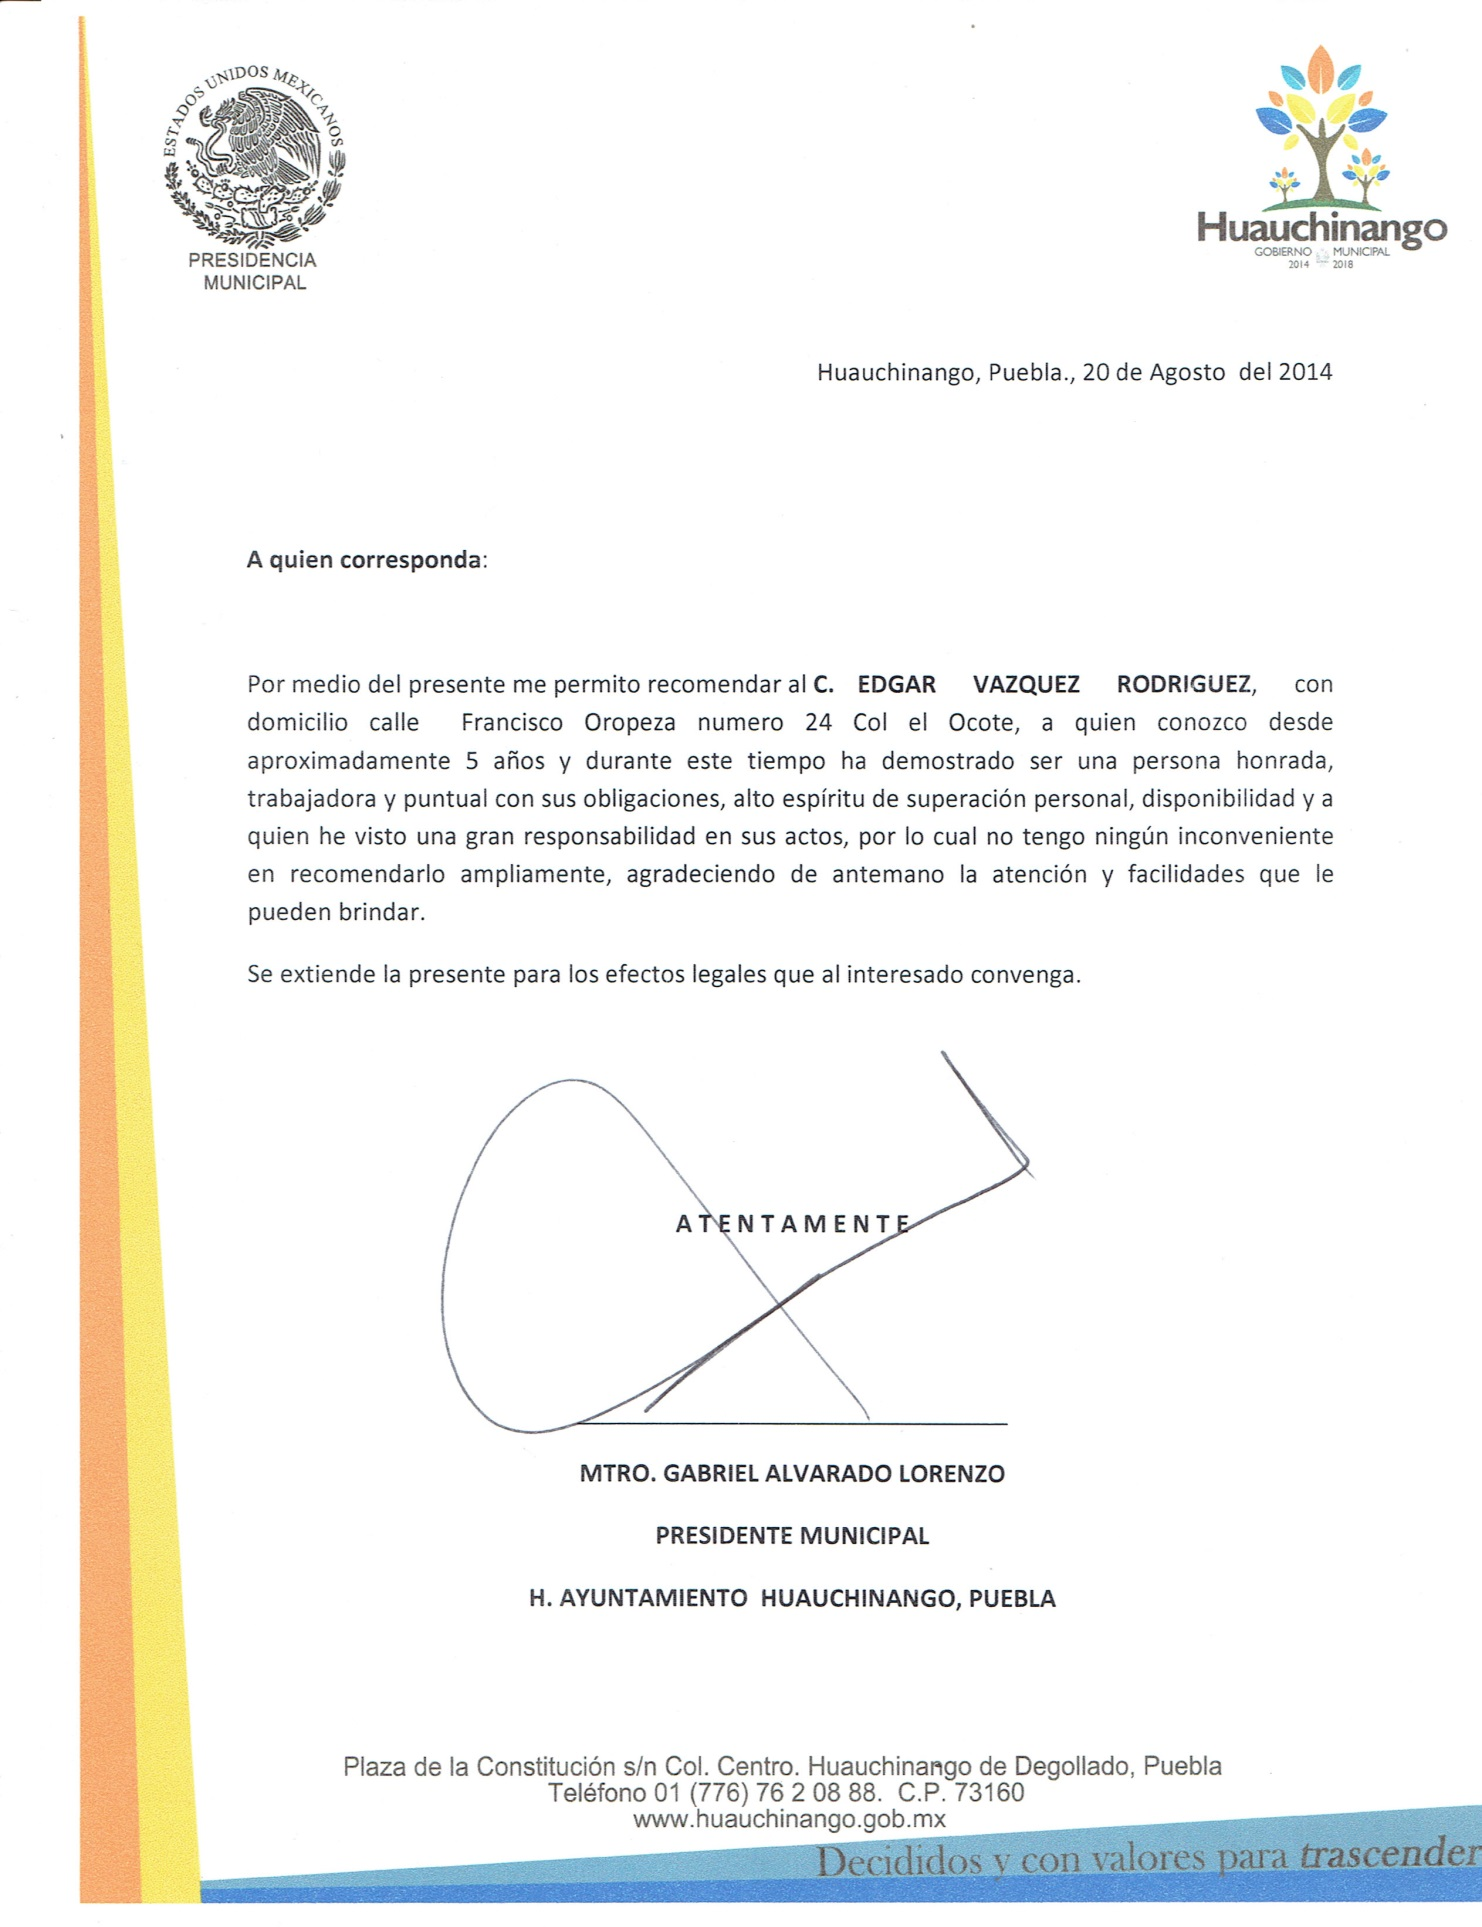 ESTADOS UNIDOS MEXICANOS
PRESIDENCIA
MUNICIPAL
Huauchinango
GOBIERNO MUNICIPAL
2014 2018
Huauchinango, Puebla., 20 de Agosto del 2014
A quien corresponda:
Por medio del presente me permito recomendar al C. EDGAR VAZQUEZ RODRIGUEZ, con
domicilio calle Francisco Oropeza numero 24 Col el Ocote, a quien conozco desde
aproximadamente 5 años y durante este tiempo ha demostrado ser una persona honrada,
trabajadora y puntual con sus obligaciones, alto espíritu de superación personal, disponibilidad y a
quien he visto una gran responsabilidad en sus actos, por lo cual no tengo ningún inconveniente
en recomendarlo ampliamente, agradeciendo de antemano la atención y facilidades que le
pueden brindar.
Se extiende la presente para los efectos legales que al interesado convenga.
ATENTAMENTE
MTRO. GABRIEL ALVARADO LORENZO
PRESIDENTE MUNICIPAL
H. AYUNTAMIENTO HUAUCHINANGO, PUEBLA
Plaza de la Constitución s/n Col. Centro. Huauchinango de Degollado, Puebla
Teléfono 01 (776) 76 2 08 88. C.P. 73160
www.huauchinango.gob.mx
Decididos y con valores para trascender